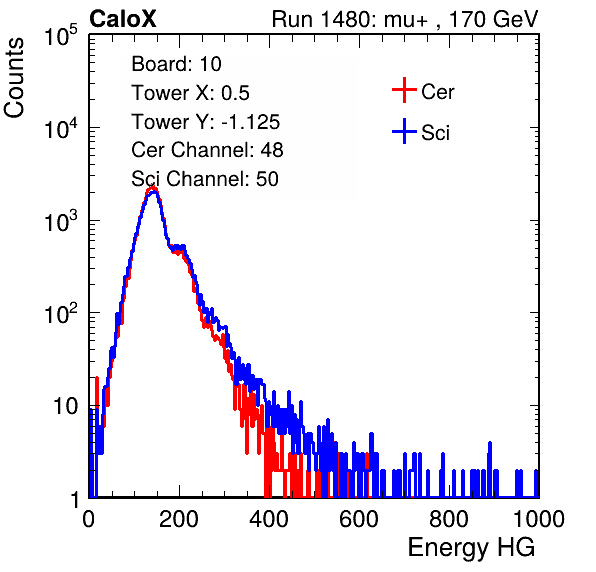 CaloX Run 1480: mu+ , 170 GeV
Counts
10^5
10^4
10^3
10^2
10
1
Board: 10
Tower X: 0.5
Tower Y: -1.125
Cer Channel: 48
Sci Channel: 50
Cer
Sci
0 200 400 600 800 1000
Energy HG